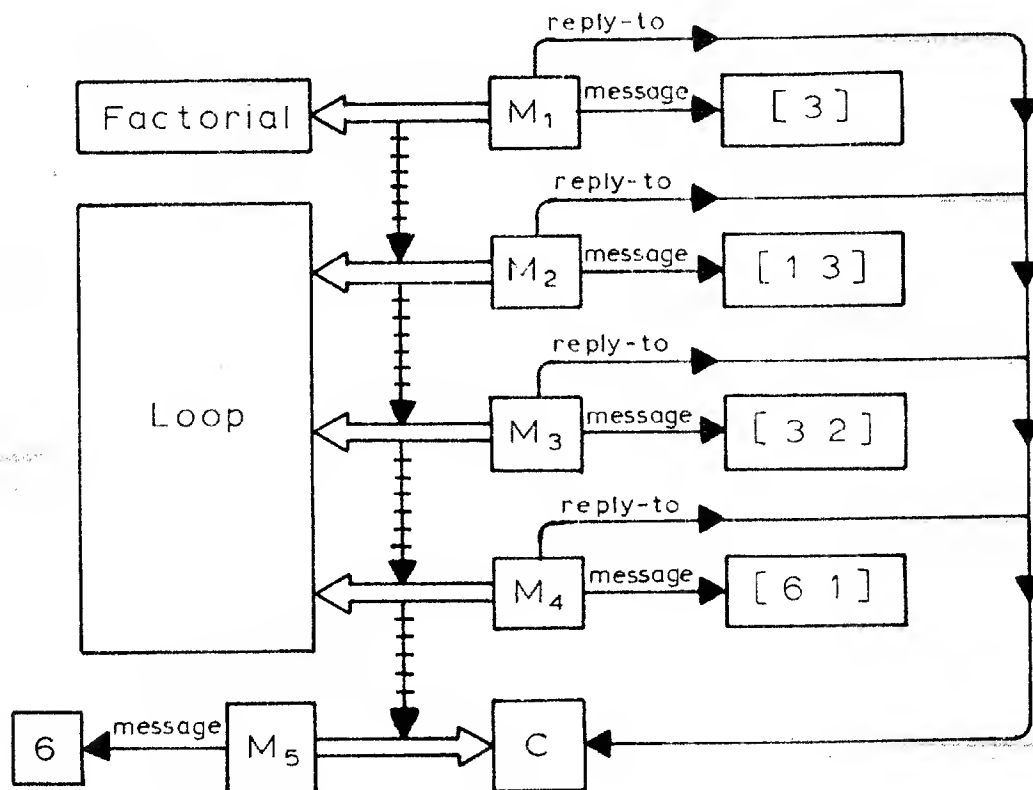 reply-to
Factorial
M1
message
[ 3 ]
reply-to
M2
message
[ 1 3 ]
Loop
reply-to
M3
message
[ 3 2 ]
reply-to
M4
message
[ 6 1 ]
6
message
M5
C